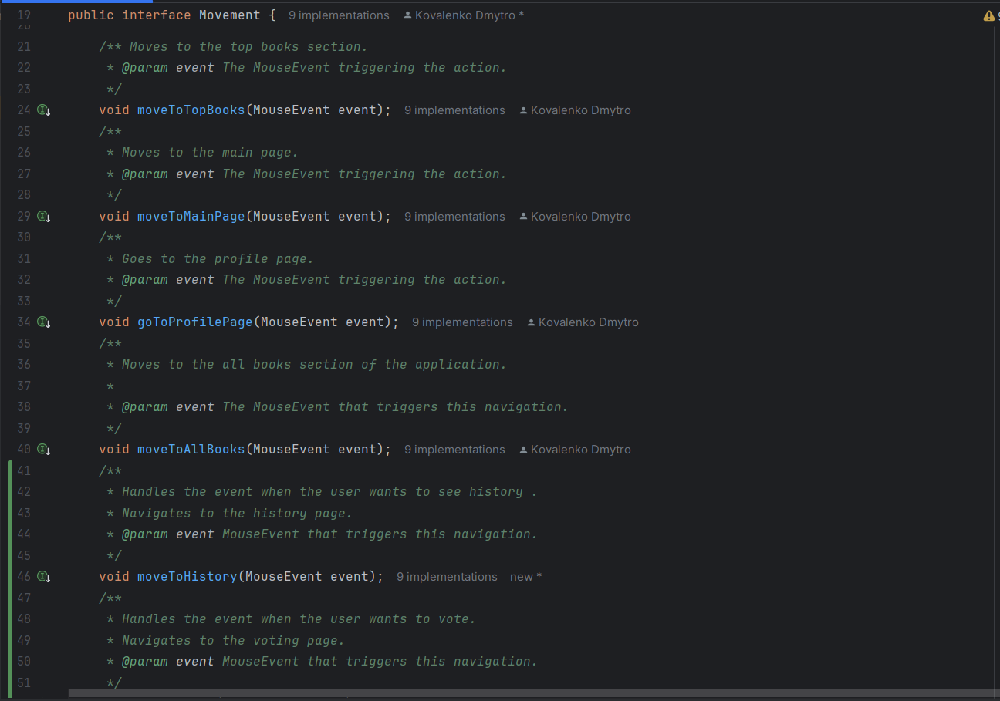 19 public interface Movement { 9 implementations Kovalenko Dmytro *
20
21 /** Moves to the top books section.
22 * @param event The MouseEvent triggering the action.
23 */
24 void moveToTopBooks(MouseEvent event); 9 implementations Kovalenko Dmytro
25 /**
26 * Moves to the main page.
27 * @param event The MouseEvent triggering the action.
28 */
29 void moveToMainPage(MouseEvent event); 9 implementations Kovalenko Dmytro
30 /**
31 * Goes to the profile page.
32 * @param event The MouseEvent triggering the action.
33 */
34 void goToProfilePage(MouseEvent event); 9 implementations Kovalenko Dmytro
35 /**
36 * Moves to the all books section of the application.
37 *
38 * @param event The MouseEvent that triggers this navigation.
39 */
40 void moveToAllBooks(MouseEvent event); 9 implementations Kovalenko Dmytro
41 /**
42 * Handles the event when the user wants to see history .
43 * Navigates to the history page.
44 * @param event MouseEvent that triggers this navigation.
45 */
46 void moveToHistory(MouseEvent event); 9 implementations new *
47 /**
48 * Handles the event when the user wants to vote.
49 * Navigates to the voting page.
50 * @param event MouseEvent that triggers this navigation.
51 */